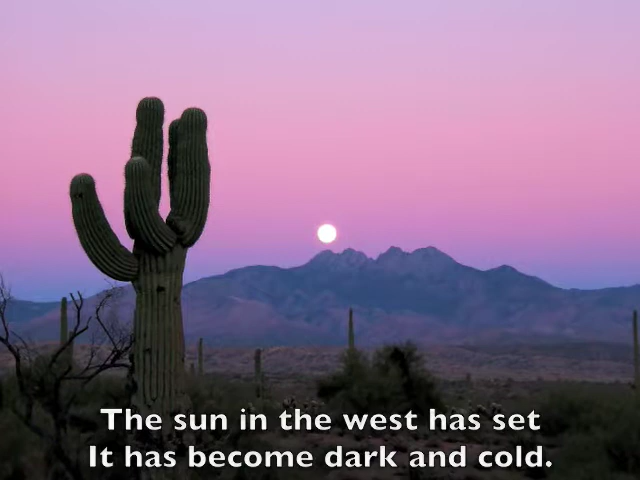 The sun in the west has set
It has become dark and cold.